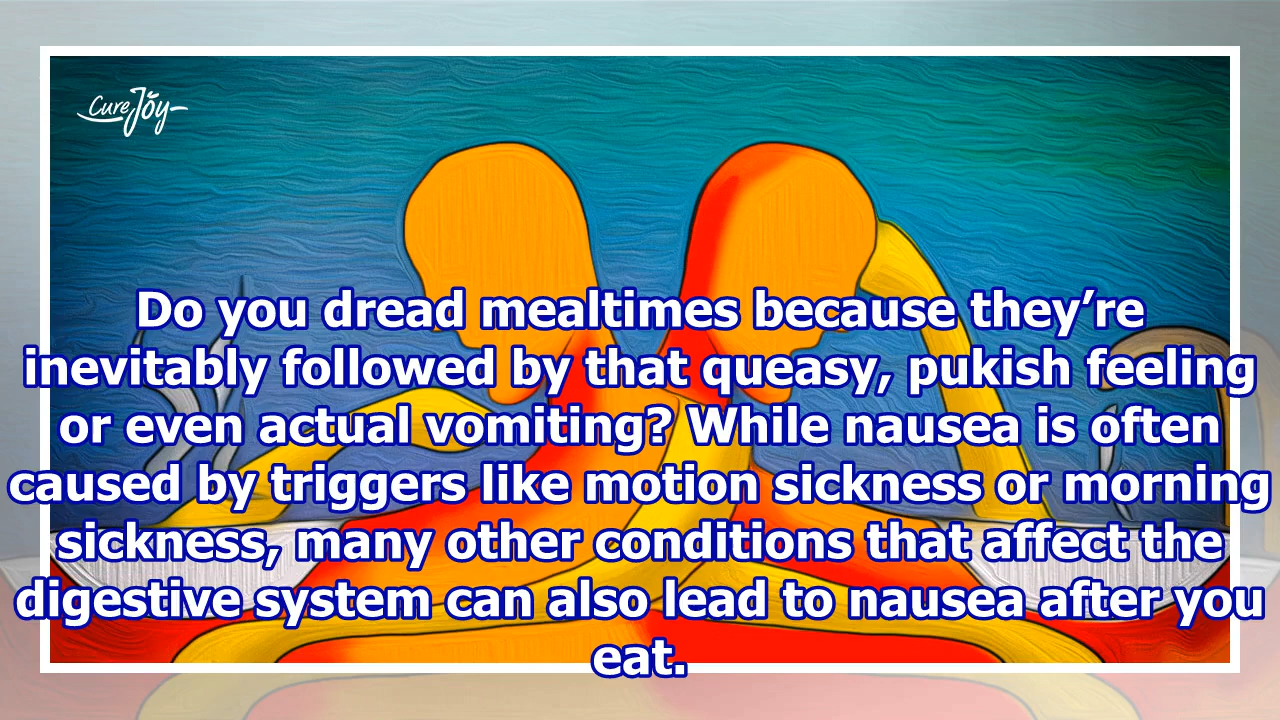 Cure Joy
Do you dread mealtimes because they’re
inevitably followed by that queasy, pukish feeling
or even actual vomiting? While nausea is often
caused by triggers like motion sickness or morning
sickness, many other conditions that affect the
digestive system can also lead to nausea after you
eat.